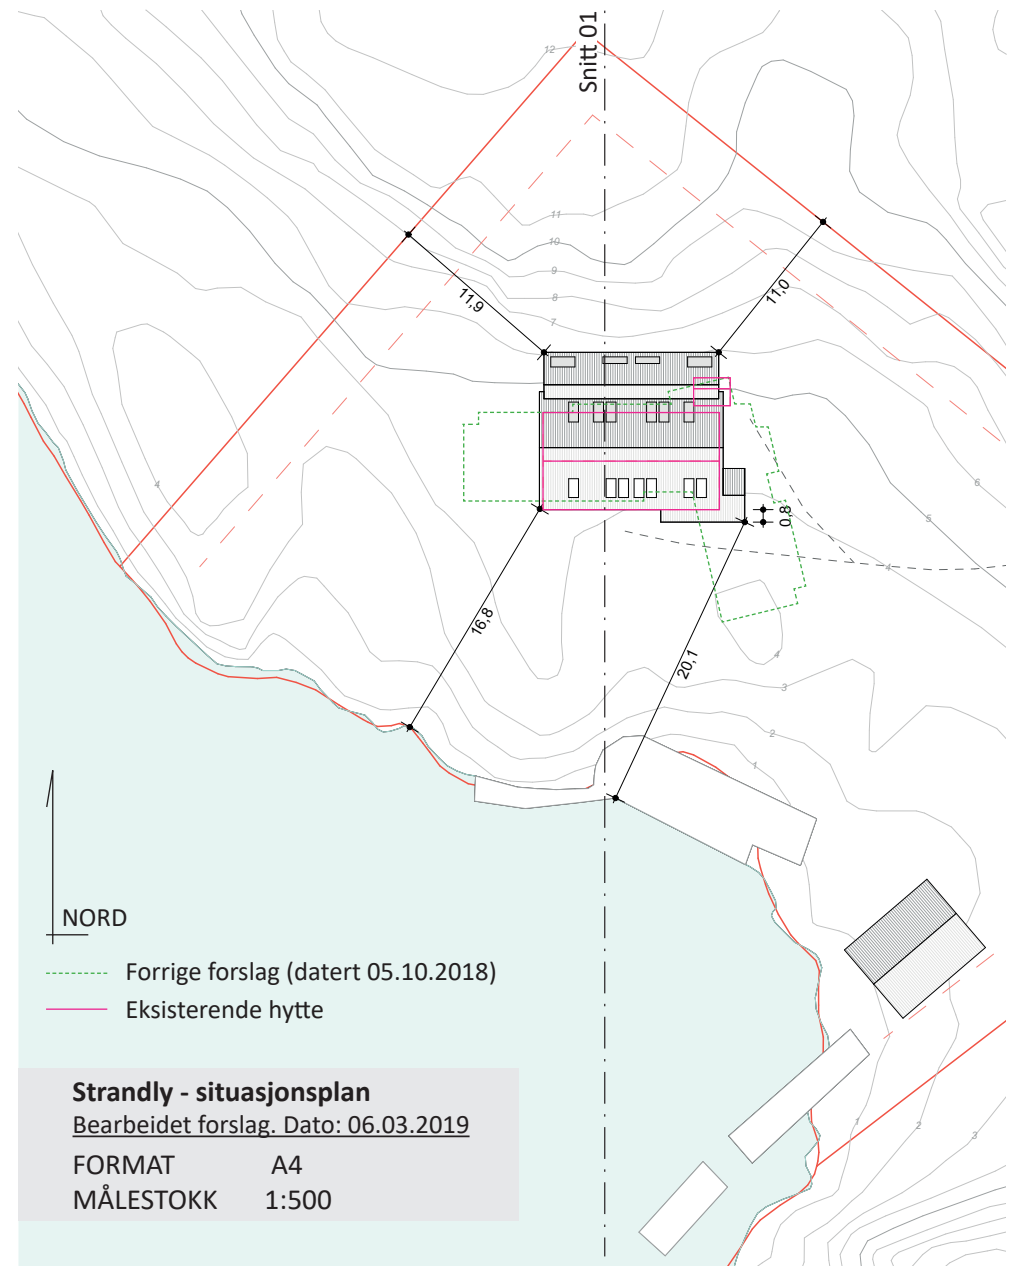 Snitt 01
12
11
10
9
8
7
11,9
11,0
4
6
5
4
0,8
16,8
20,1
4
3
2
1
NORD
Forrige forslag (datert 05.10.2018)
Eksisterende hytte
Strandly - situasjonsplan
Bearbeidet forslag. Dato: 06.03.2019
FORMAT A4
MÅLESTOKK 1:500
1
2
3